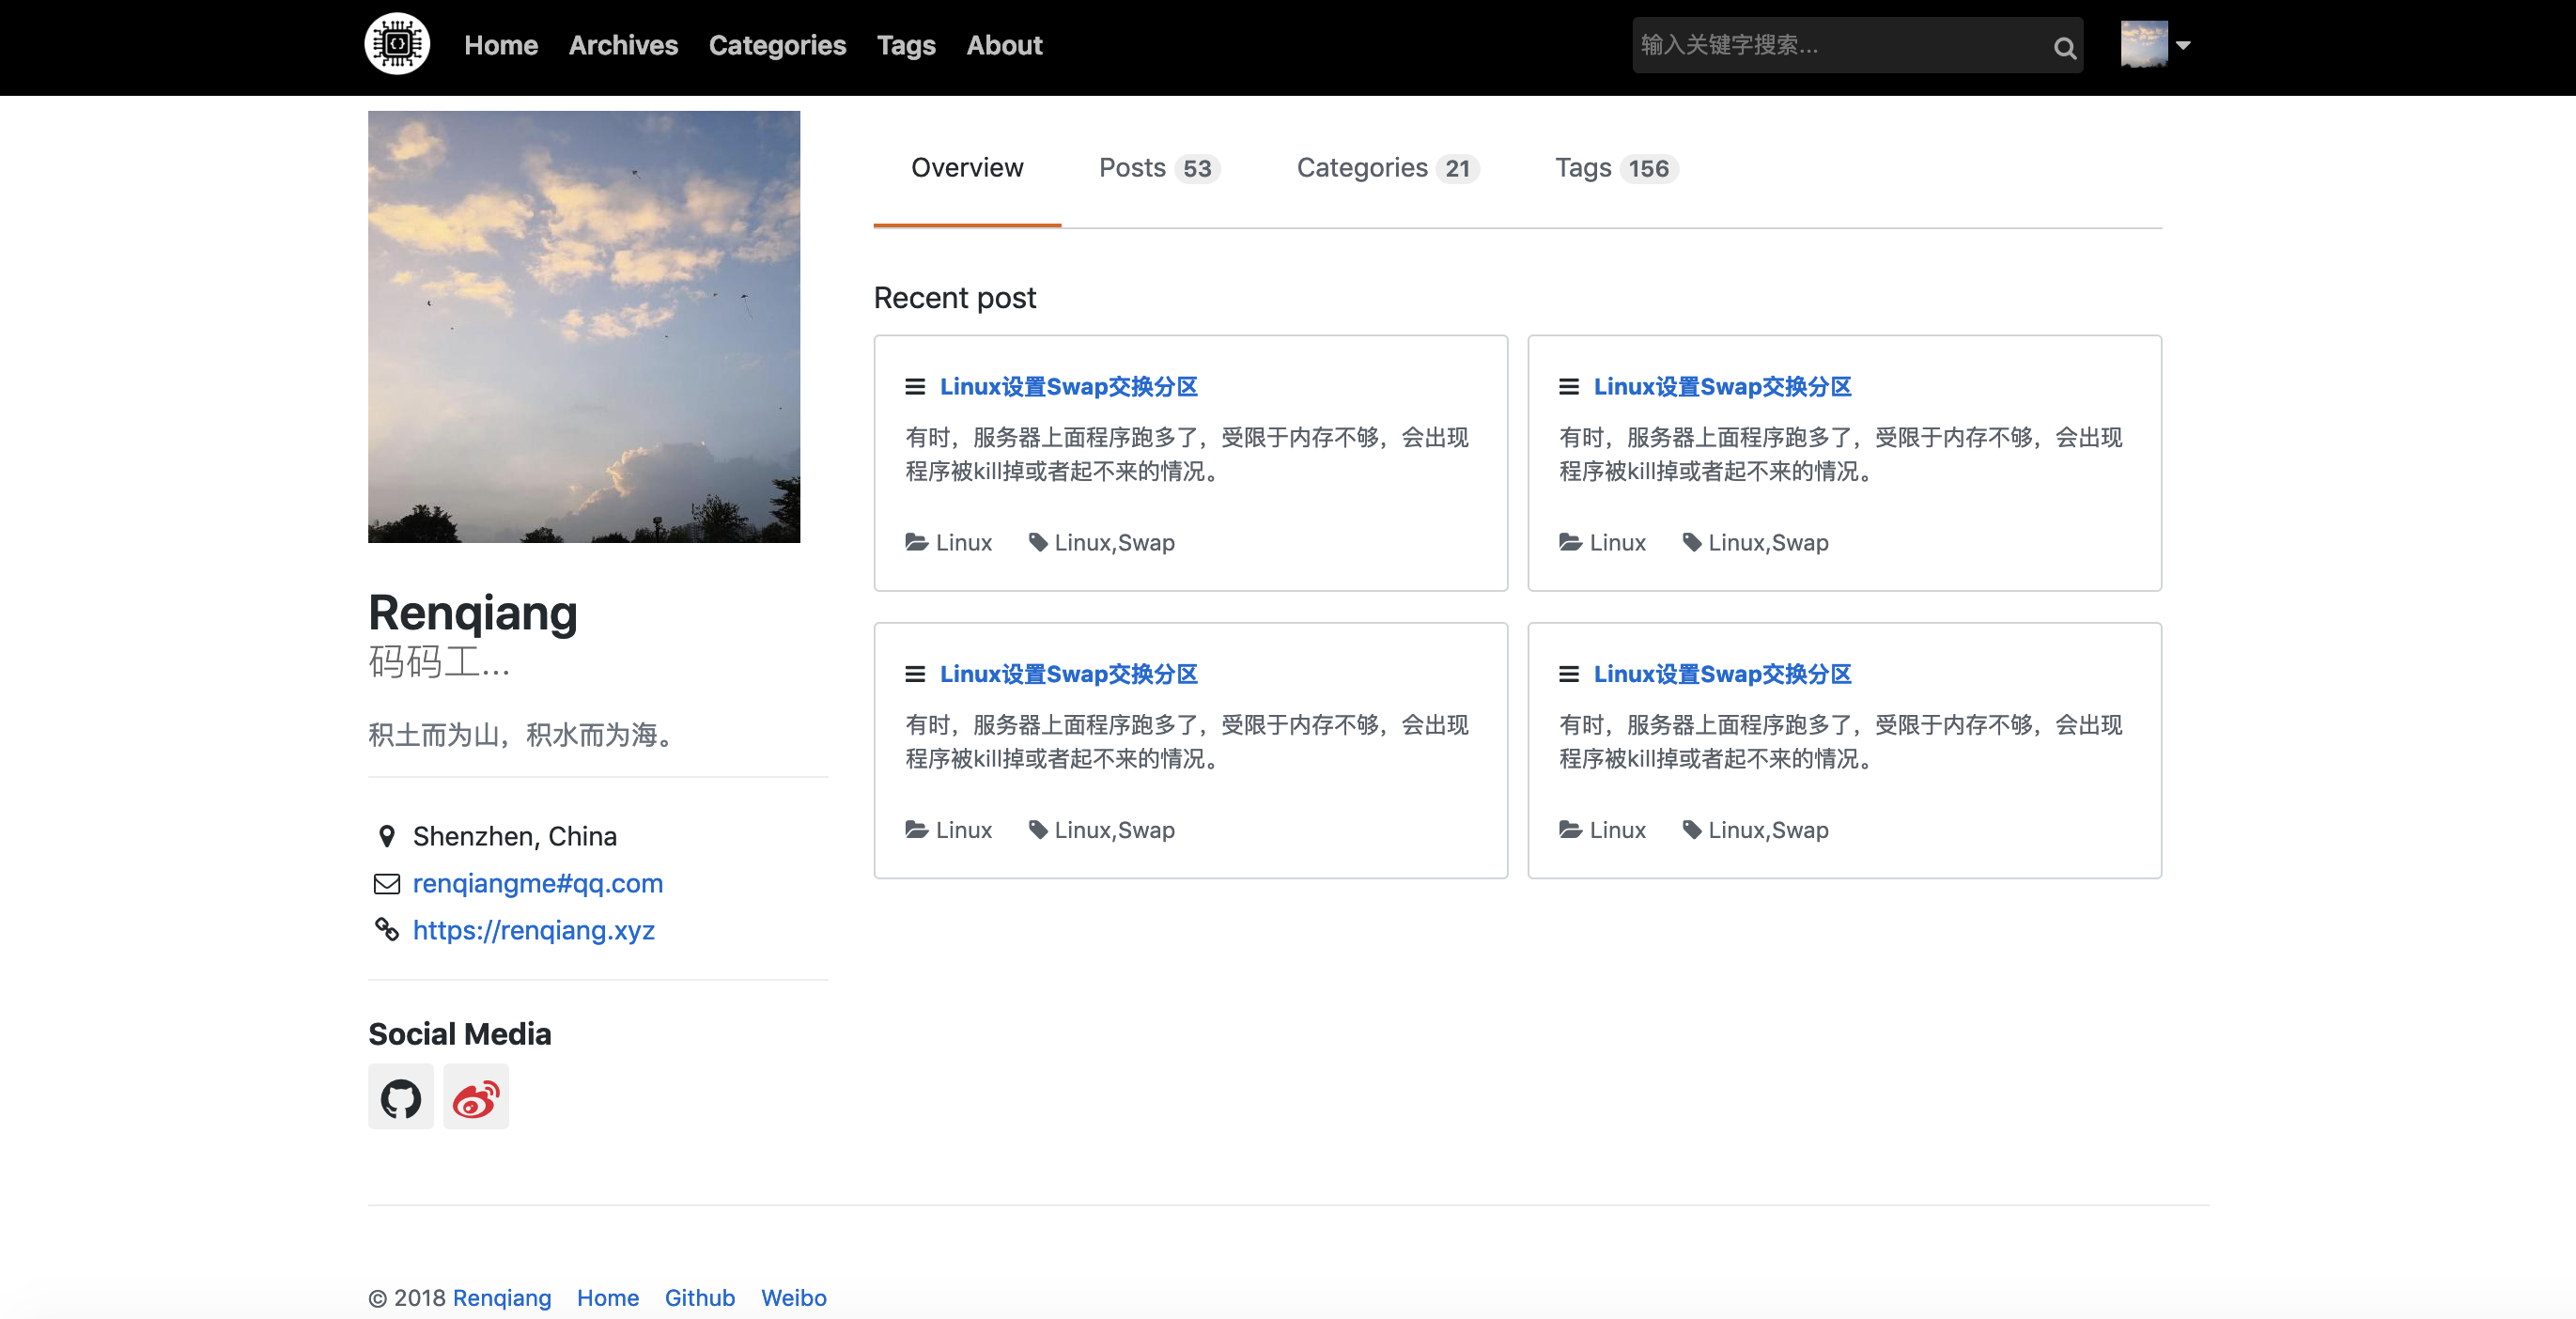 Home Archives Categories Tags About
输入关键字搜索...
Overview Posts 53 Categories 21 Tags 156
Renqiang
码码工...
积土而为山，积水而为海。
Shenzhen, China
renqiangme#qq.com
https://renqiang.xyz
Social Media
Recent post
Linux设置Swap交换分区
有时，服务器上面程序跑多了，受限于内存不够，会出现
程序被kill掉或者起不来的情况。
Linux Linux,Swap
Linux设置Swap交换分区
有时，服务器上面程序跑多了，受限于内存不够，会出现
程序被kill掉或者起不来的情况。
Linux Linux,Swap
Linux设置Swap交换分区
有时，服务器上面程序跑多了，受限于内存不够，会出现
程序被kill掉或者起不来的情况。
Linux Linux,Swap
Linux设置Swap交换分区
有时，服务器上面程序跑多了，受限于内存不够，会出现
程序被kill掉或者起不来的情况。
Linux Linux,Swap
© 2018 Renqiang Home Github Weibo